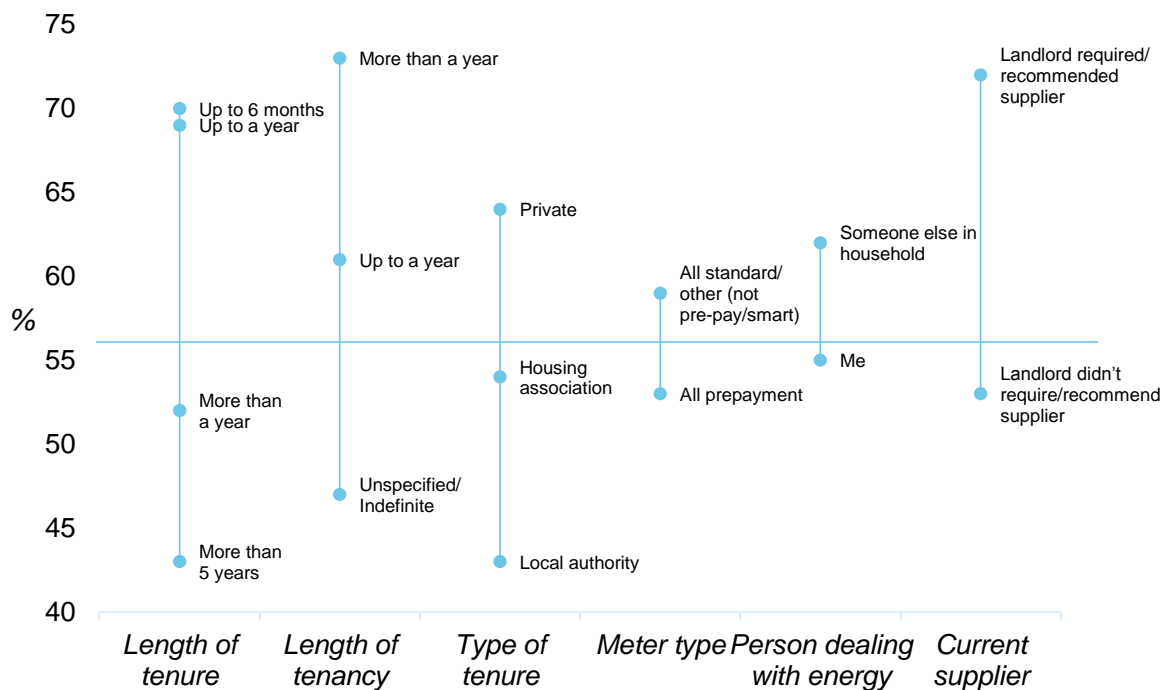 75
70
65
60
%
55
50
45
40
Up to 6 months
Up to a year
More than
a year
More than
5 years
More than a year
Up to a year
Unspecified/
Indefinite
Private
Housing
association
Local authority
All standard/
other (not
pre-pay/smart)
All prepayment
Someone else in
household
Me
Landlord required/
recommended
supplier
Landlord didn't
require/recommend
supplier
Length of
tenure
Length of
tenancy
Type of
tenure
Meter type
Person dealing
with energy
Current
supplier